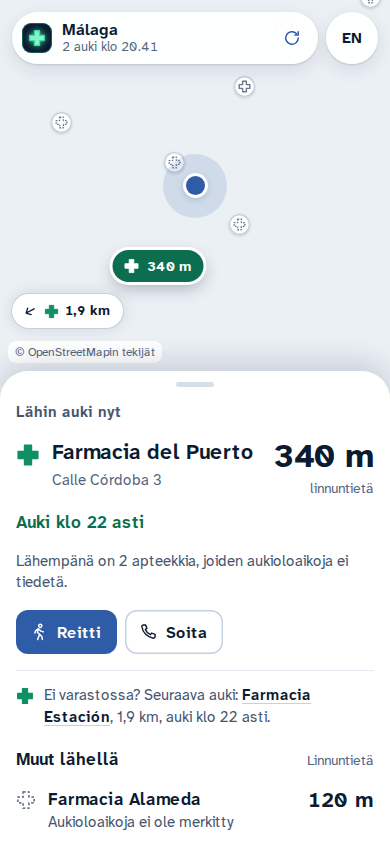 Málaga
2 auki klo 20.41
EN
340 m
1,9 km
© OpenStreetMapin tekijät
Lähin auki nyt
Farmacia del Puerto
340 m
Calle Córdoba 3
linnuntietä
Auki klo 22 asti
Lähempänä on 2 apteekkia, joiden aukioloaikoja ei
tiedetä.
Reitti
Soita
Ei varastossa? Seuraava auki: Farmacia
Estación, 1,9 km, auki klo 22 asti.
Muut lähellä
Linnuntietä
Farmacia Alameda
120 m
Aukioloaikoja ei ole merkitty